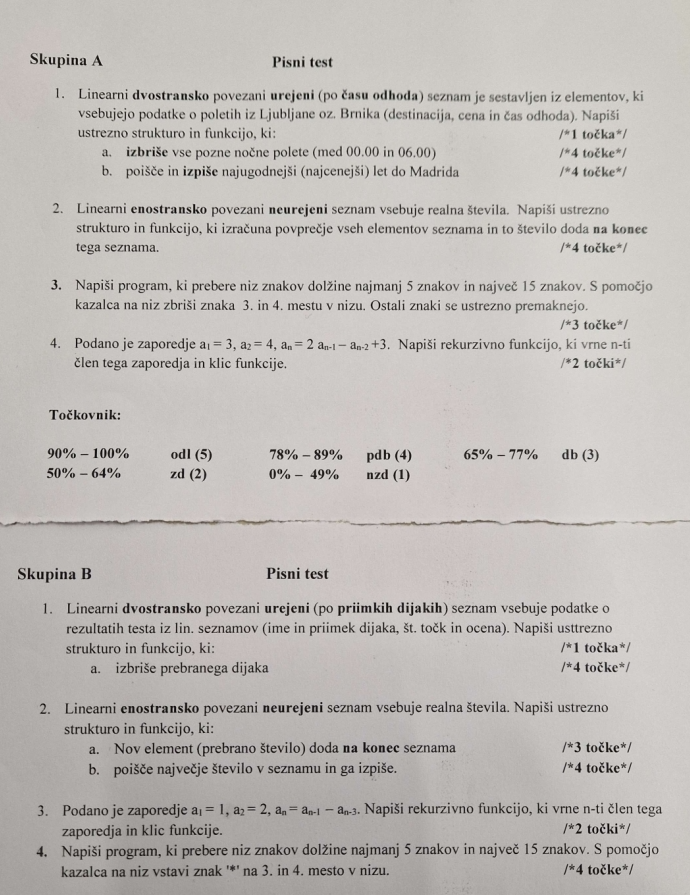 Skupina A Pisni test
1. Linearni dvostransko povezani urejeni (po času odhoda) seznam je sestavljen iz elementov, ki
vsebujejo podatke o poletih iz Ljubljane oz. Brnika (destinacija, cena in čas odhoda). Napiši
ustrezno strukturo in funkcijo, ki: /*1 točka*/
a. izbriše vse pozne nočne polete (med 00.00 in 06.00) /*4 točke*/
b. poišče in izpiše najugodnejši (najcenejši) let do Madrida /*4 točke*/
2. Linearni enostransko povezani neurejeni seznam vsebuje realna števila. Napiši ustrezno
strukturo in funkcijo, ki izračuna povprečje vseh elementov seznama in to število doda na konec
tega seznama. /*4 točke*/
3. Napiši program, ki prebere niz znakov dolžine najmanj 5 znakov in največ 15 znakov. S pomočjo
kazalca na niz zbriši znaka 3. in 4. mestu v nizu. Ostali znaki se ustrezno premaknejo.
/*3 točke*/
4. Podano je zaporedje a₁ = 3, a₂ = 4, aₙ = 2 aₙ₋₁ – aₙ₋₂ +3. Napiši rekurzivno funkcijo, ki vrne n-ti
člen tega zaporedja in klic funkcije. /*2 točki*/
Točkovnik:
90% – 100% odl (5) 78% – 89% pdb (4) 65% – 77% db (3)
50% – 64% zd (2) 0% – 49% nzd (1)
Skupina B Pisni test
1. Linearni dvostransko povezani urejeni (po priimkih dijakih) seznam vsebuje podatke o
rezultatih testa iz lin. seznamov (ime in priimek dijaka, št. točk in ocena). Napiši usttrezno
strukturo in funkcijo, ki: /*1 točka*/
a. izbriše prebranega dijaka /*4 točke*/
2. Linearni enostransko povezani neurejeni seznam vsebuje realna števila. Napiši ustrezno
strukturo in funkcijo, ki:
a. Nov element (prebrano število) doda na konec seznama /*3 točke*/
b. poišče največje število v seznamu in ga izpiše. /*4 točke*/
3. Podano je zaporedje a₁ = 1, a₂ = 2, aₙ = aₙ₋₁ – aₙ₋₃. Napiši rekurzivno funkcijo, ki vrne n-ti člen tega
zaporedja in klic funkcije. /*2 točki*/
4. Napiši program, ki prebere niz znakov dolžine najmanj 5 znakov in največ 15 znakov. S pomočjo
kazalca na niz vstavi znak '*' na 3. in 4. mesto v nizu. /*4 točke*/